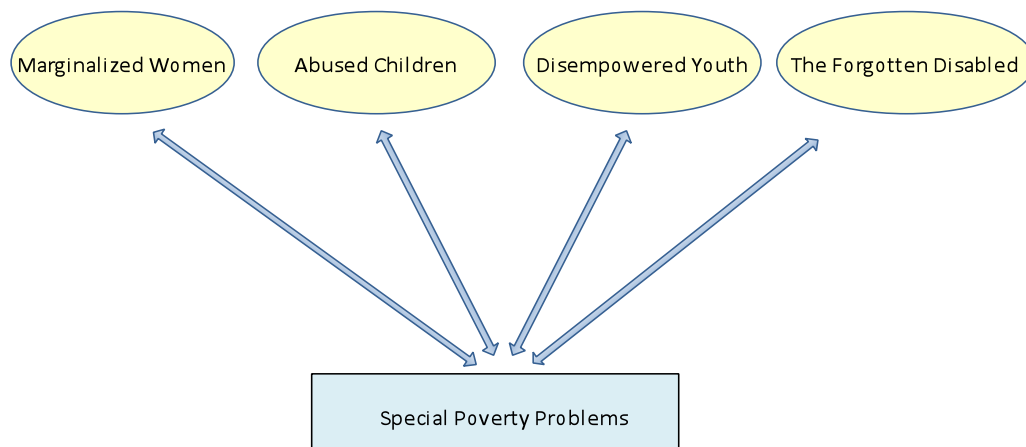 Marginalized Women
Abused Children
Disempowered Youth
The Forgotten Disabled
Special Poverty Problems